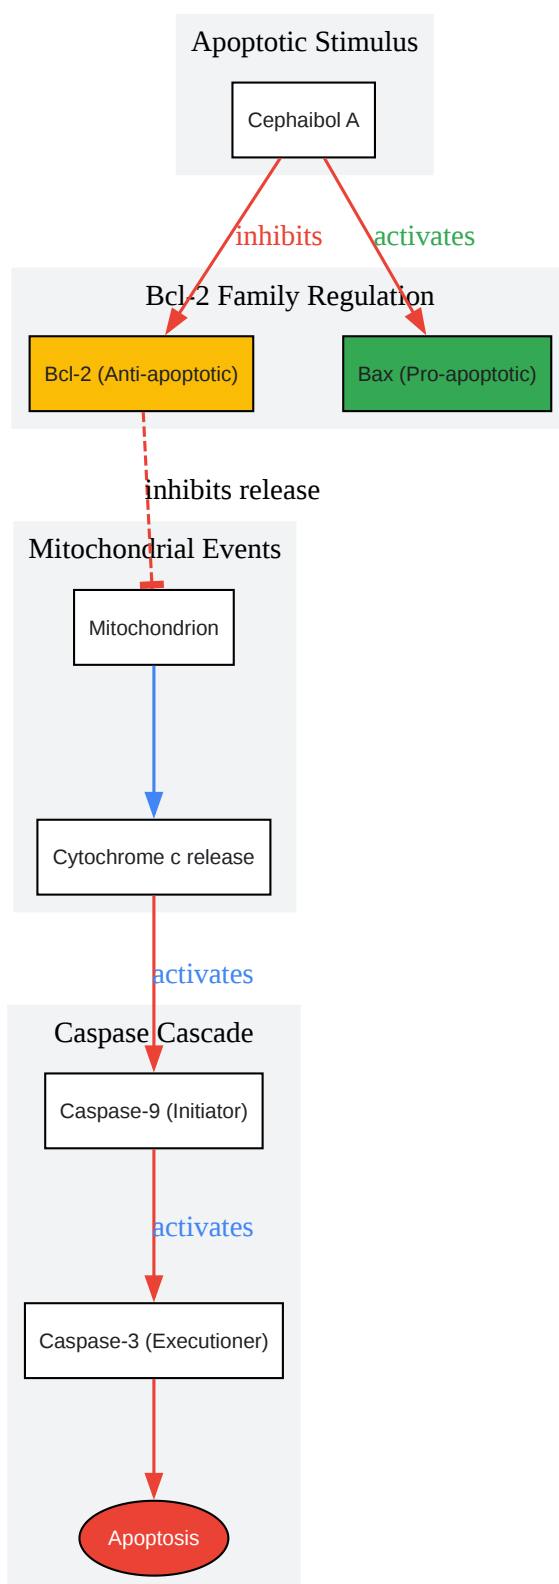 Apoptotic Stimulus
Cephaibol A
inhibits
activates
Bcl-2 Family Regulation
Bcl-2 (Anti-apoptotic)
Bax (Pro-apoptotic)
inhibits release
Mitochondrial Events
Mitochondrion
Cytochrome c release
activates
Caspase Cascade
Caspase-9 (Initiator)
activates
Caspase-3 (Executioner)
Apoptosis